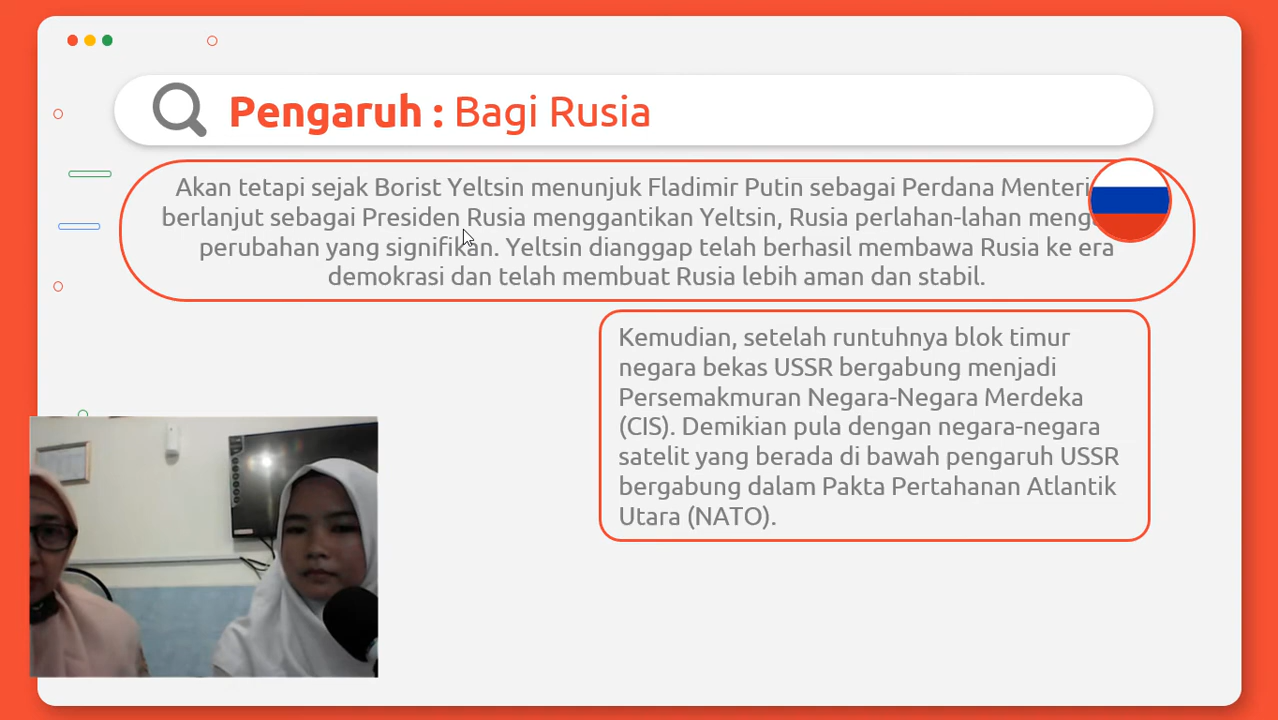 Pengaruh : Bagi Rusia
Akan tetapi sejak Borist Yeltsin menunjuk Fladimir Putin sebagai Perdana Menteri
berlanjut sebagai Presiden Rusia menggantikan Yeltsin, Rusia perlahan-lahan
perubahan yang signifikan. Yeltsin dianggap telah berhasil membawa Rusia ke era
demokrasi dan telah membuat Rusia lebih aman dan stabil.
Kemudian, setelah runtuhnya blok timur
negara bekas USSR bergabung menjadi
Persemakmuran Negara-Negara Merdeka
(CIS). Demikian pula dengan negara-negara
satelit yang berada di bawah pengaruh USSR
bergabung dalam Pakta Pertahanan Atlantik
Utara (NATO).